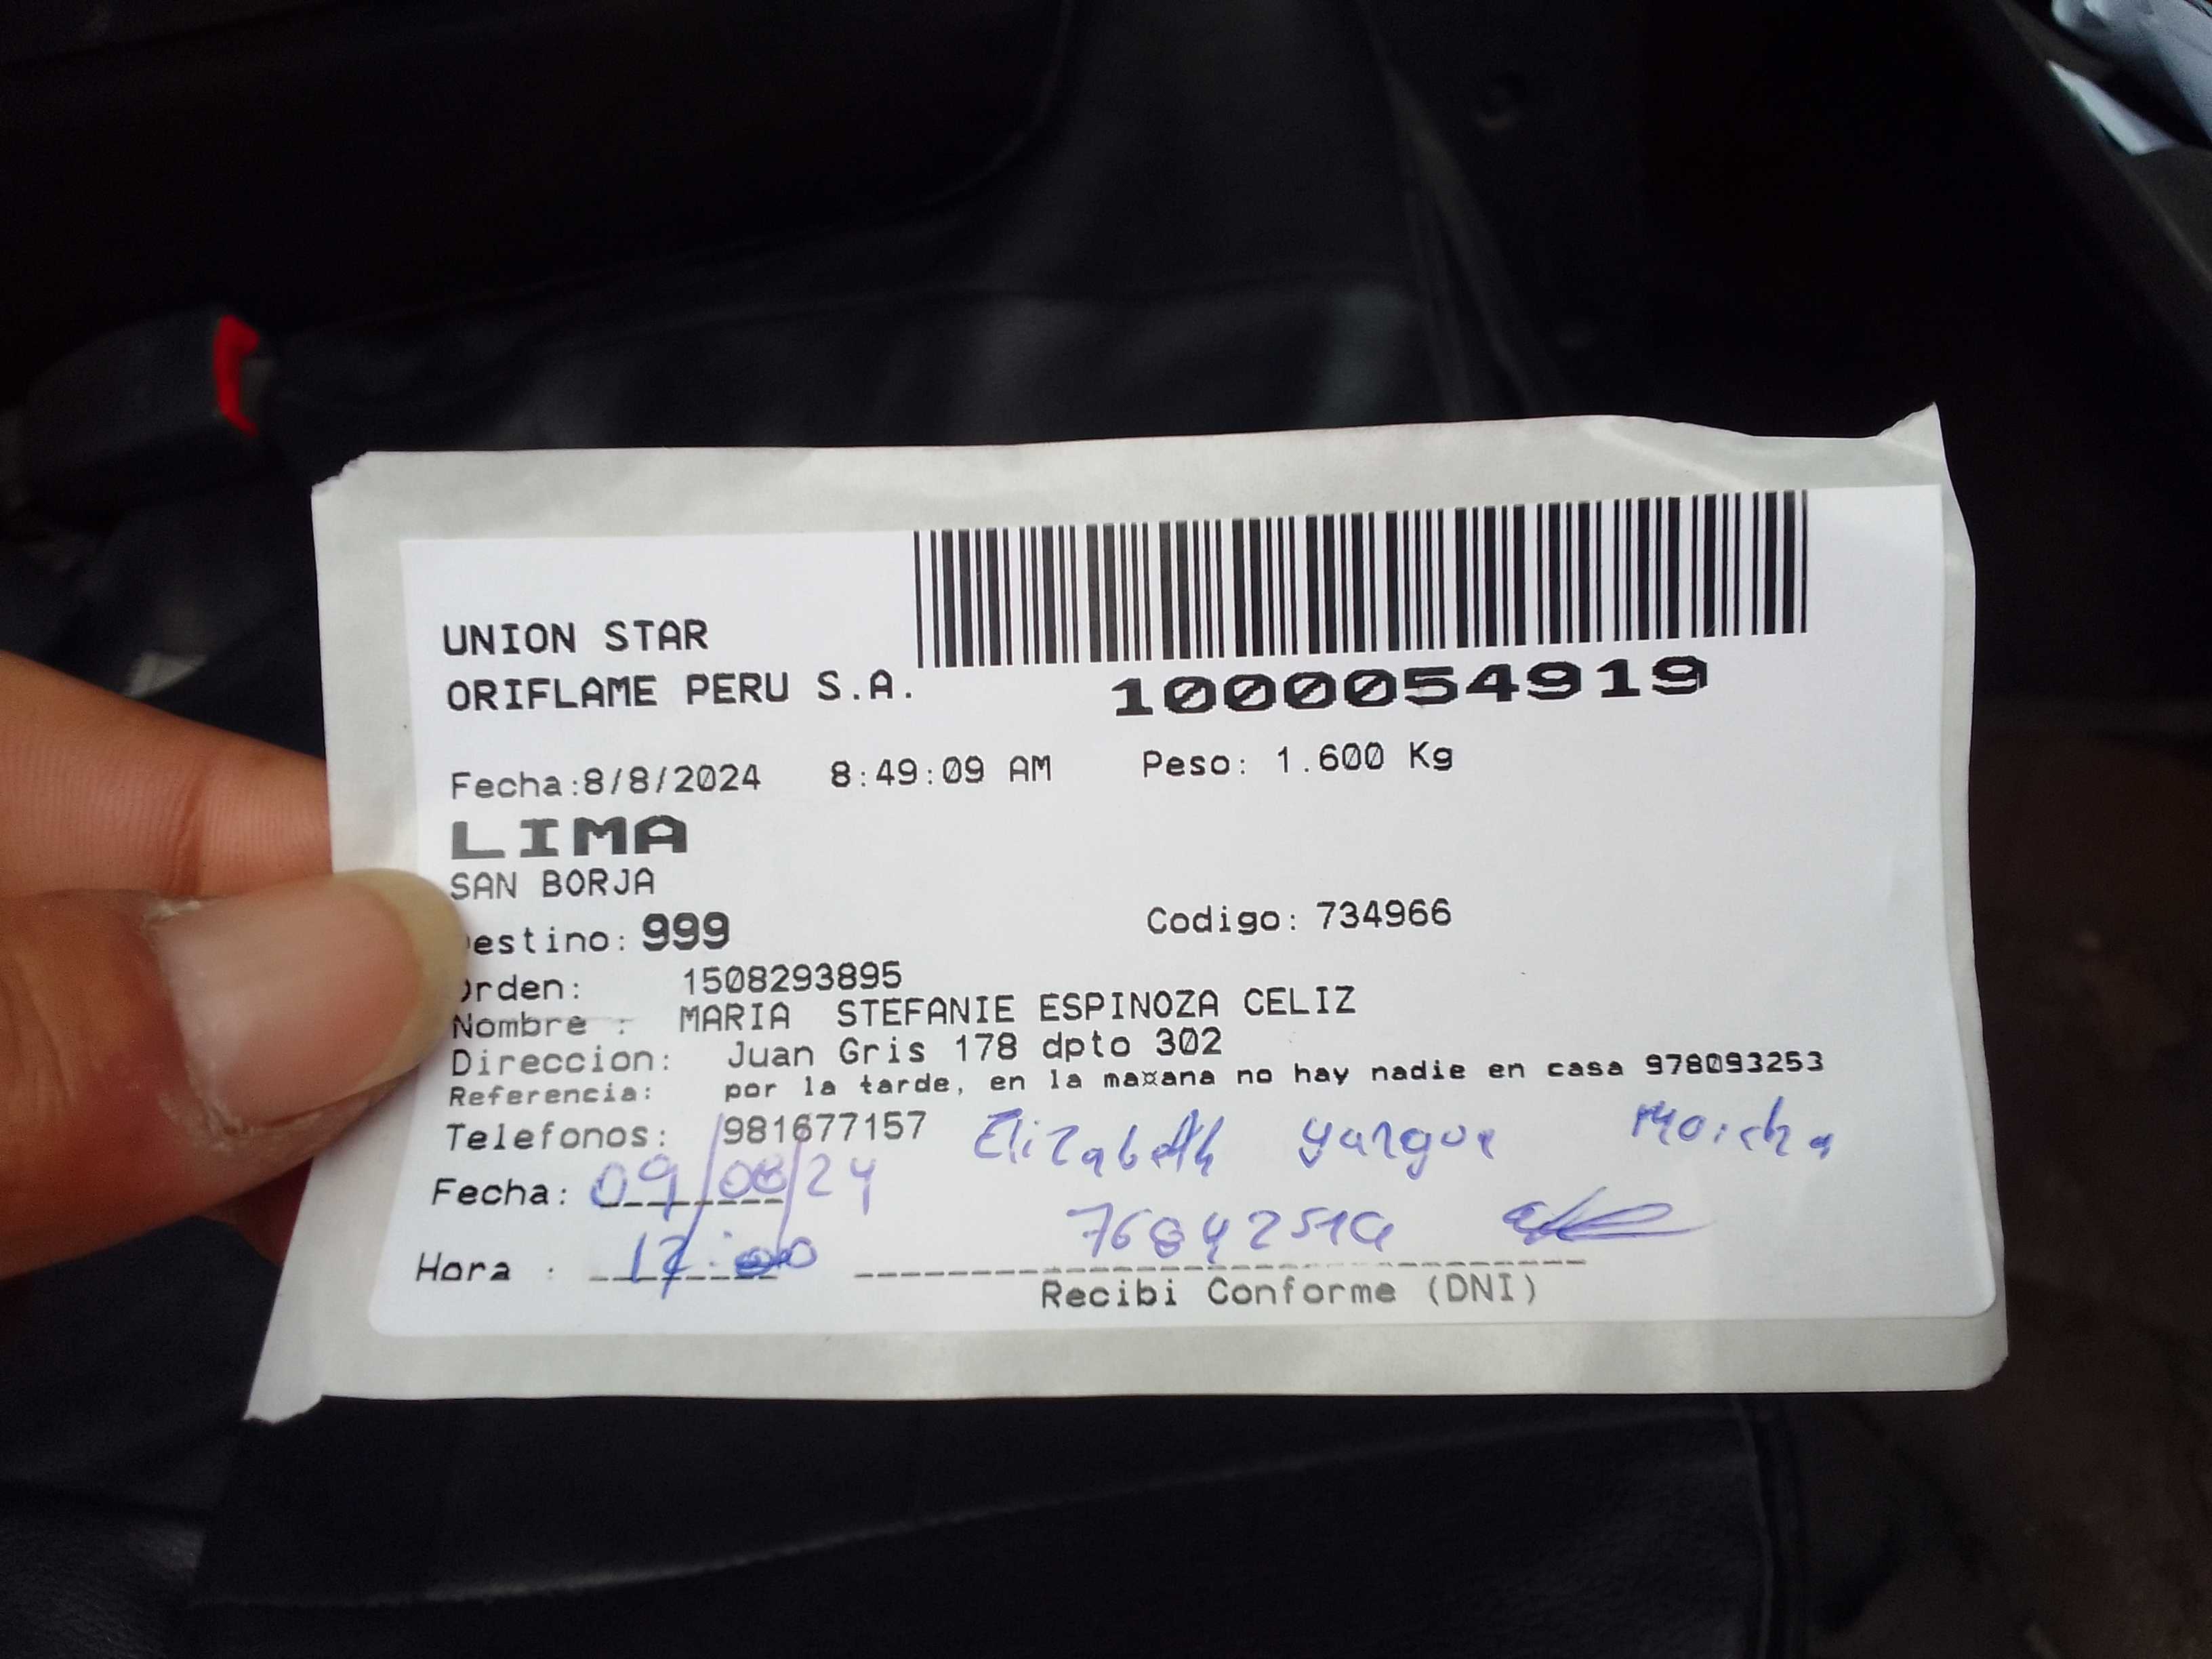 UNION STAR
ORIFLAME PERU S.A.
1000054919
Fecha:8/8/2024 8:49:09 AM Peso: 1.600 Kg
LIMA
SAN BORJA
estino: 999 Codigo: 734966
Orden: 1508293895
Nombre : MARIA STEFANIE ESPINOZA CELIZ
Direccion: Juan Gris 178 dpto 302
Referencia: por la tarde, en la ma¤ana no hay nadie en casa 978093253
Telefonos: 981677157 Elizabeth
Fecha: 09/08/24
Hora :
Recibi Conforme (DNI)